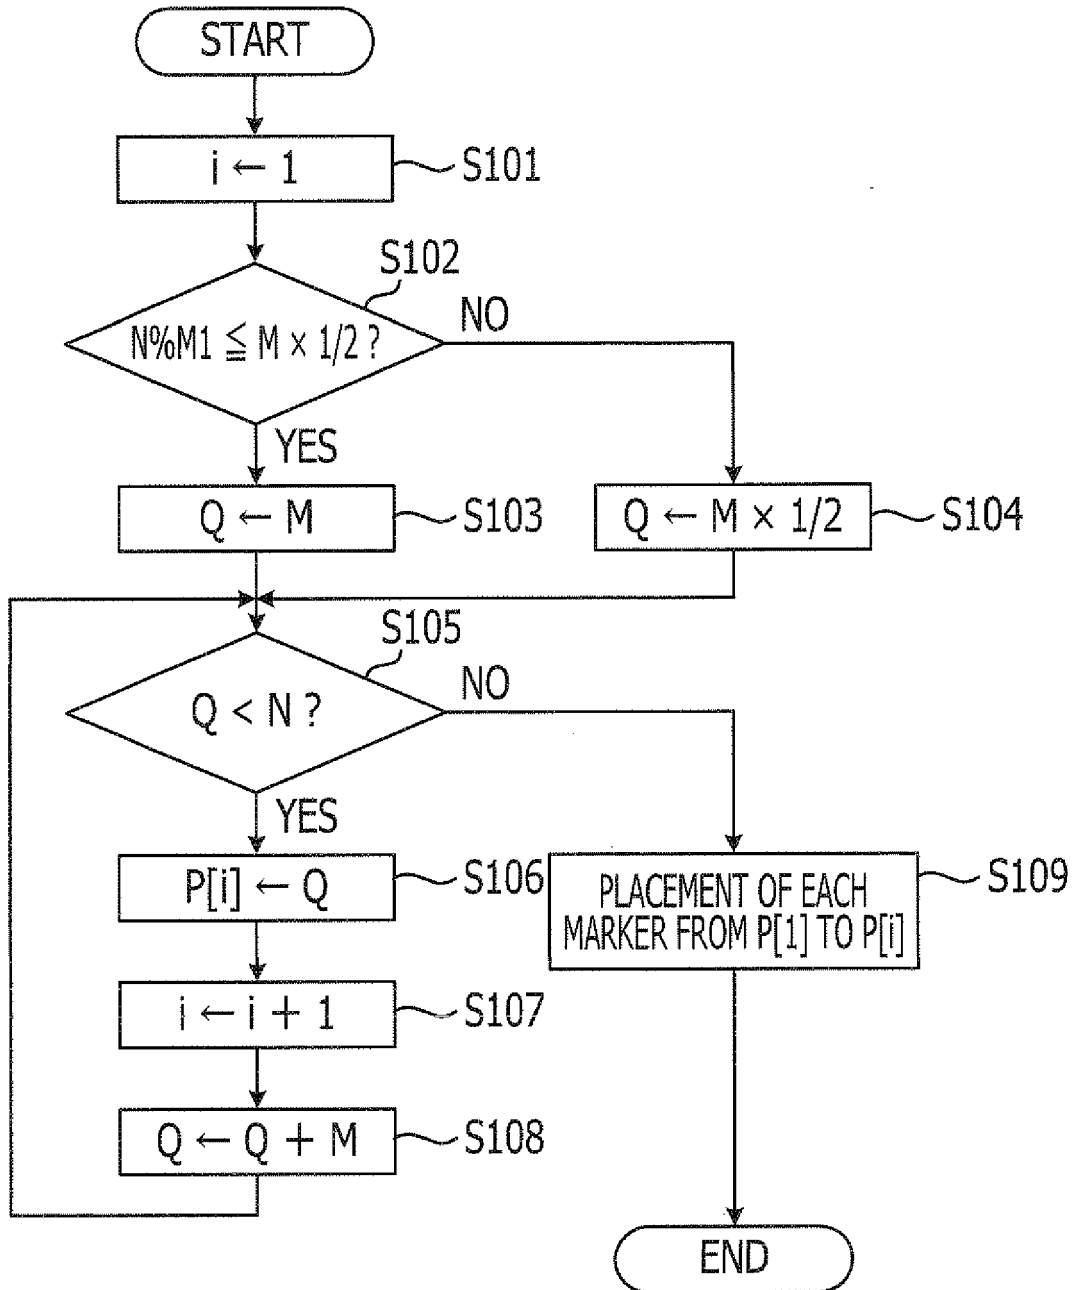 START
i ← 1
S101
S102
N%M1 ≦ M × 1/2 ?
NO
YES
Q ← M
S103
Q ← M × 1/2
S104
S105
Q < N ?
NO
YES
P[i] ← Q
S106
PLACEMENT OF EACH
MARKER FROM P[1] TO P[i]
S109
i ← i + 1
S107
Q ← Q + M
S108
END